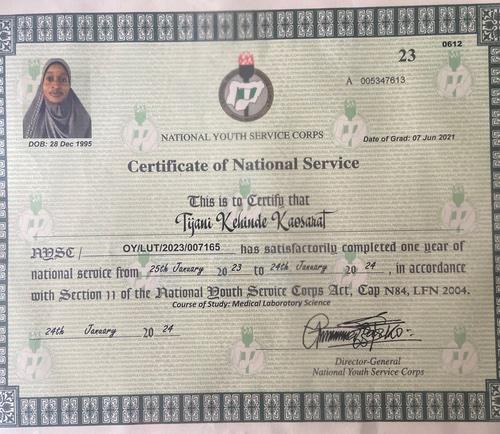 0612
23
A 005347613
DOB: 28 Dec 1995
NATIONAL YOUTH SERVICE CORPS
Date of Grad: 07 Jun 2021
Certificate of National Service
This is to Certify that
Tijani Kehinde Kaosarat
NYSC/ OY/LUT/2023/007165 has satisfactorily completed one year of
national service from 25th January 20 23 to 24th January 20 24, in accordance
with Section 11 of the National Youth Service Corps Act, Cap N84, LFN 2004.
Course of Study: Medical Laboratory Science
24th January 20 24
Director-General
National Youth Service Corps